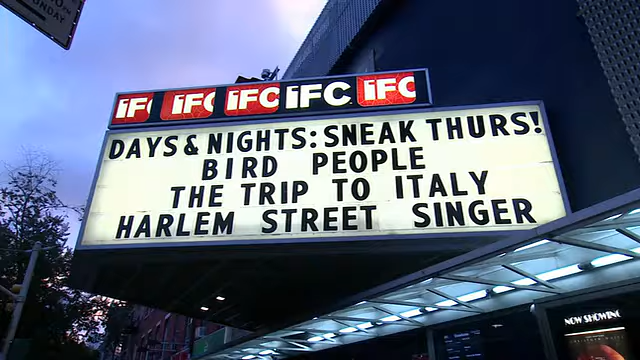 UNDAY
iFC iFC iFC iFC. iFC
DAYS & NIGHTS: SNEAK THURS!
BIRD PEOPLE
THE TRIP TO ITALY
HARLEM STREET SINGER
NOW SHOWING